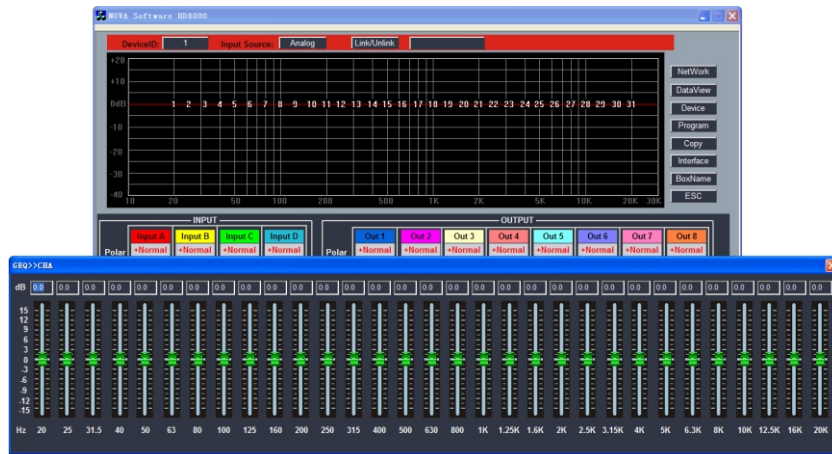 NOVA Software HD8000
DeviceID: 1 Input Source: Analog Link/Unlink
+20
+10
0dB 1 2 3 4 5 6 7 8 9 10 11 12 13 14 15 16 17 18 19 20 21 22 23 24 25 26 27 28 29 30 31
-10
-20
-30
-40
10 20 50 100 200 500 1K 2K 5K 10K 20K 30K
NetWork
DataView
Device
Program
Copy
Interface
BoxName
ESC
INPUT OUTPUT
Input A Input B Input C Input D Out 1 Out 2 Out 3 Out 4 Out 5 Out 6 Out 7 Out 8
Polar +Normal +Normal +Normal +Normal Polar +Normal +Normal +Normal +Normal +Normal +Normal +Normal +Normal
GEQ>>CHA
dB 0.0 0.0 0.0 0.0 0.0 0.0 0.0 0.0 0.0 0.0 0.0 0.0 0.0 0.0 0.0 0.0 0.0 0.0 0.0 0.0 0.0 0.0 0.0 0.0 0.0 0.0 0.0 0.0 0.0 0.0 0.0
15
12
9
6
3
0
-3
-6
-9
-12
-15
Hz 20 25 31.5 40 50 63 80 100 125 160 200 250 315 400 500 630 800 1K 1.25K 1.6K 2K 2.5K 3.15K 4K 5K 6.3K 8K 10K 12.5K 16K 20K